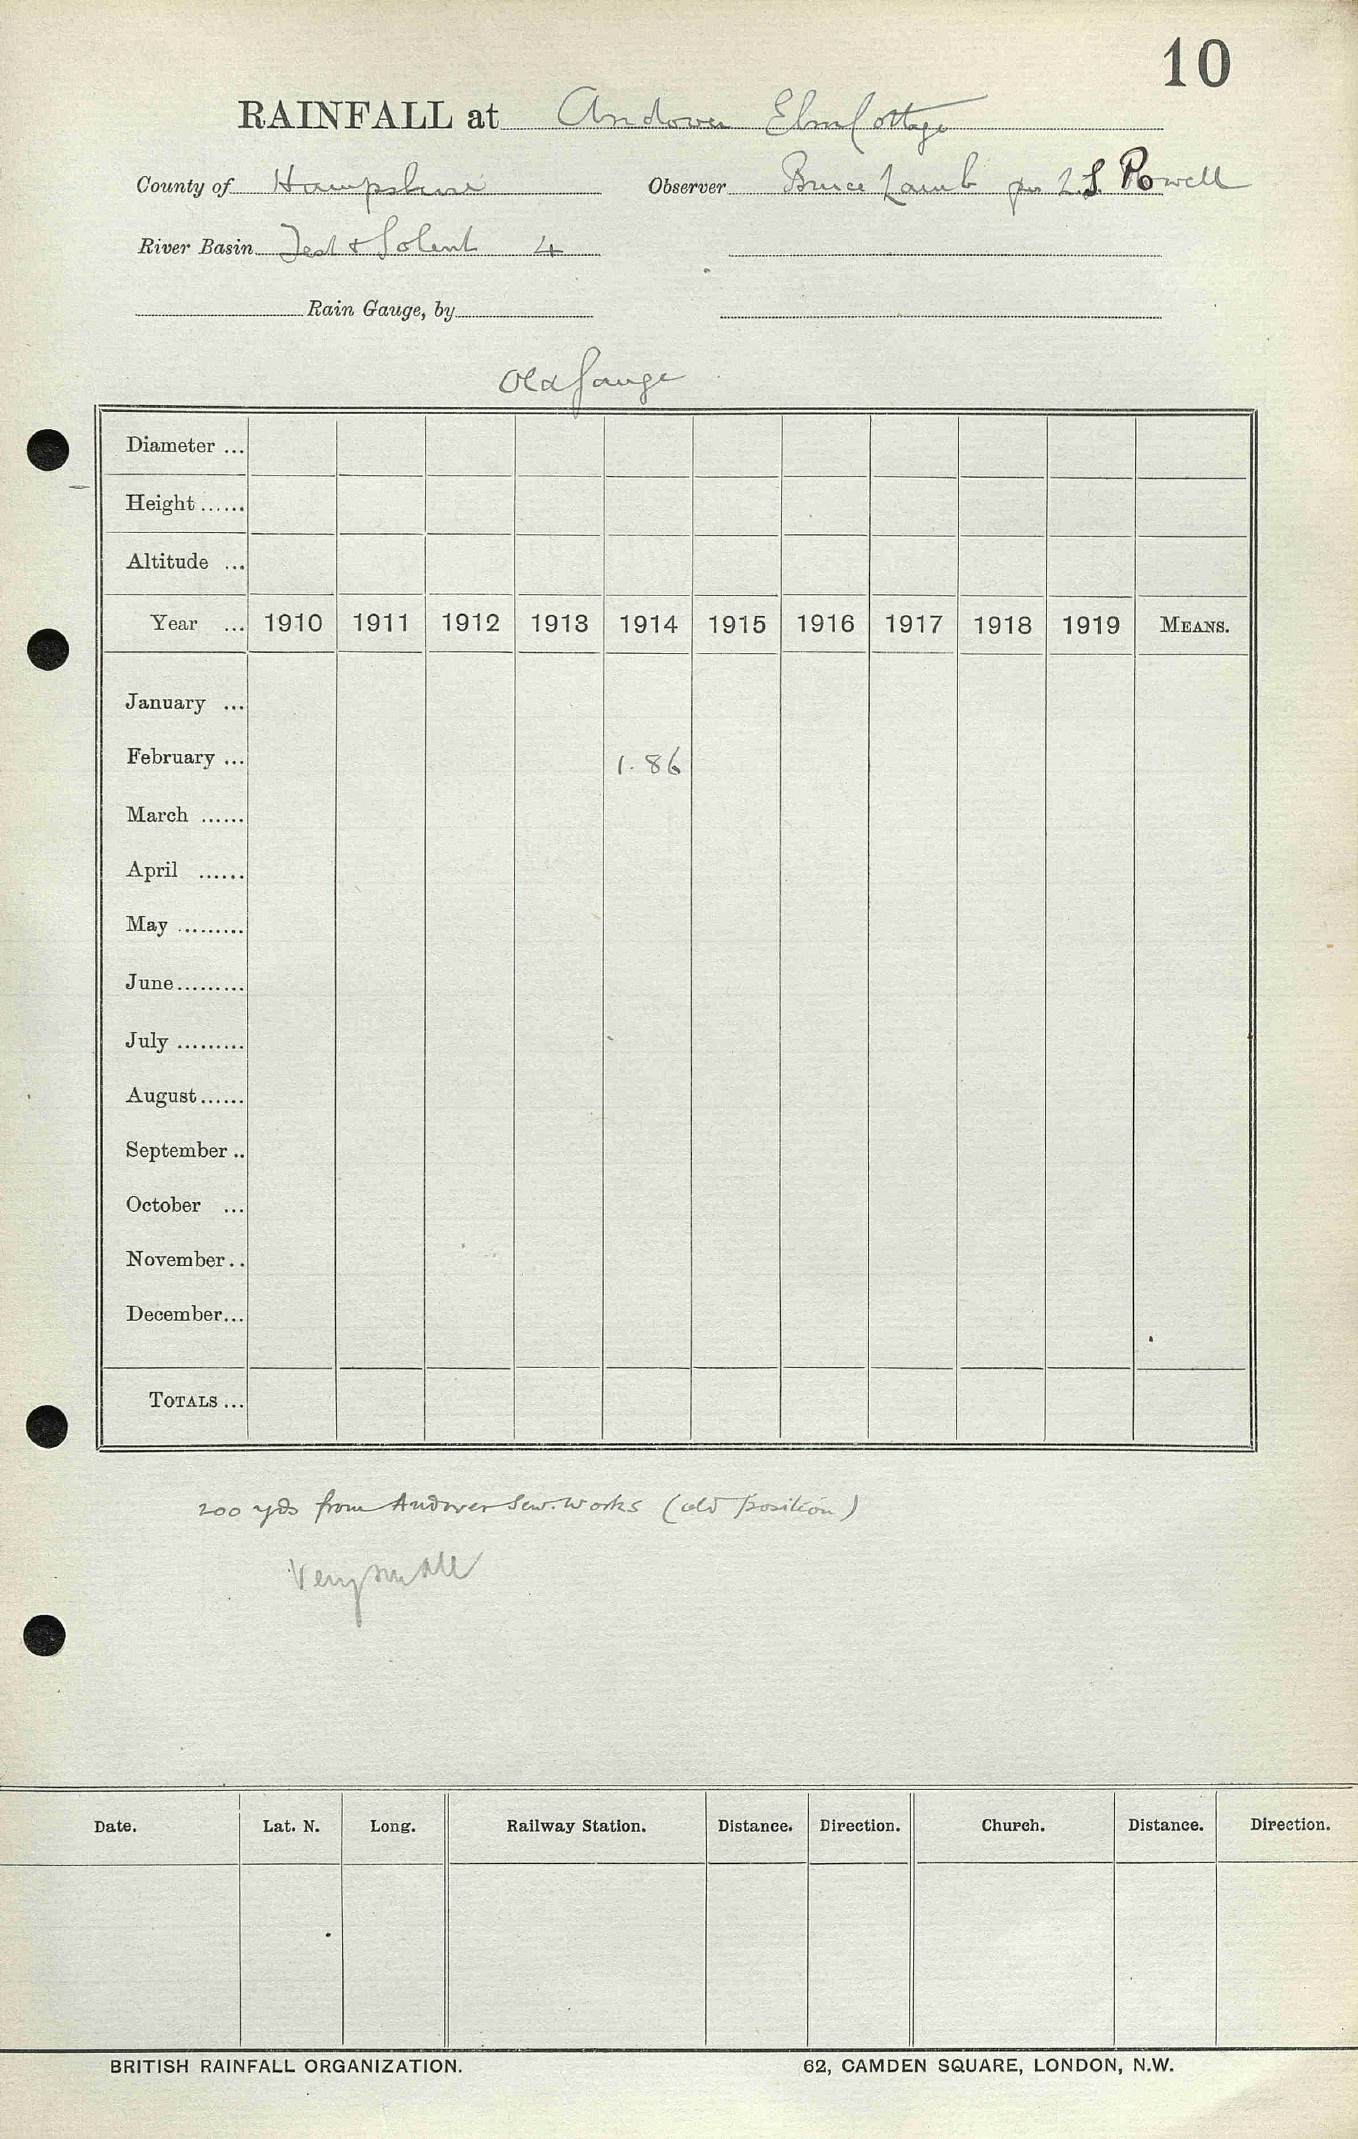 10
RAINFALL at Andover Elm Cottage
County of Hampshire Observer Bruce Lamb per L.S. Powell
River Basin Test & Solent 4
Rain Gauge, by
Old Gauge
Diameter ...
Height ......
Altitude ...
Year ... 1910 1911 1912 1913 1914 1915 1916 1917 1918 1919 MEANS.
January ...
February ... 1.86
March ......
April ......
May .........
June.........
July .........
August......
September ..
October ...
November..
December...
TOTALS ...
200 yds from Andover Sew. Works (old position)
Very small
Date. Lat. N. Long. Railway Station. Distance. Direction. Church. Distance. Direction.
BRITISH RAINFALL ORGANIZATION. 62, CAMDEN SQUARE, LONDON, N.W.